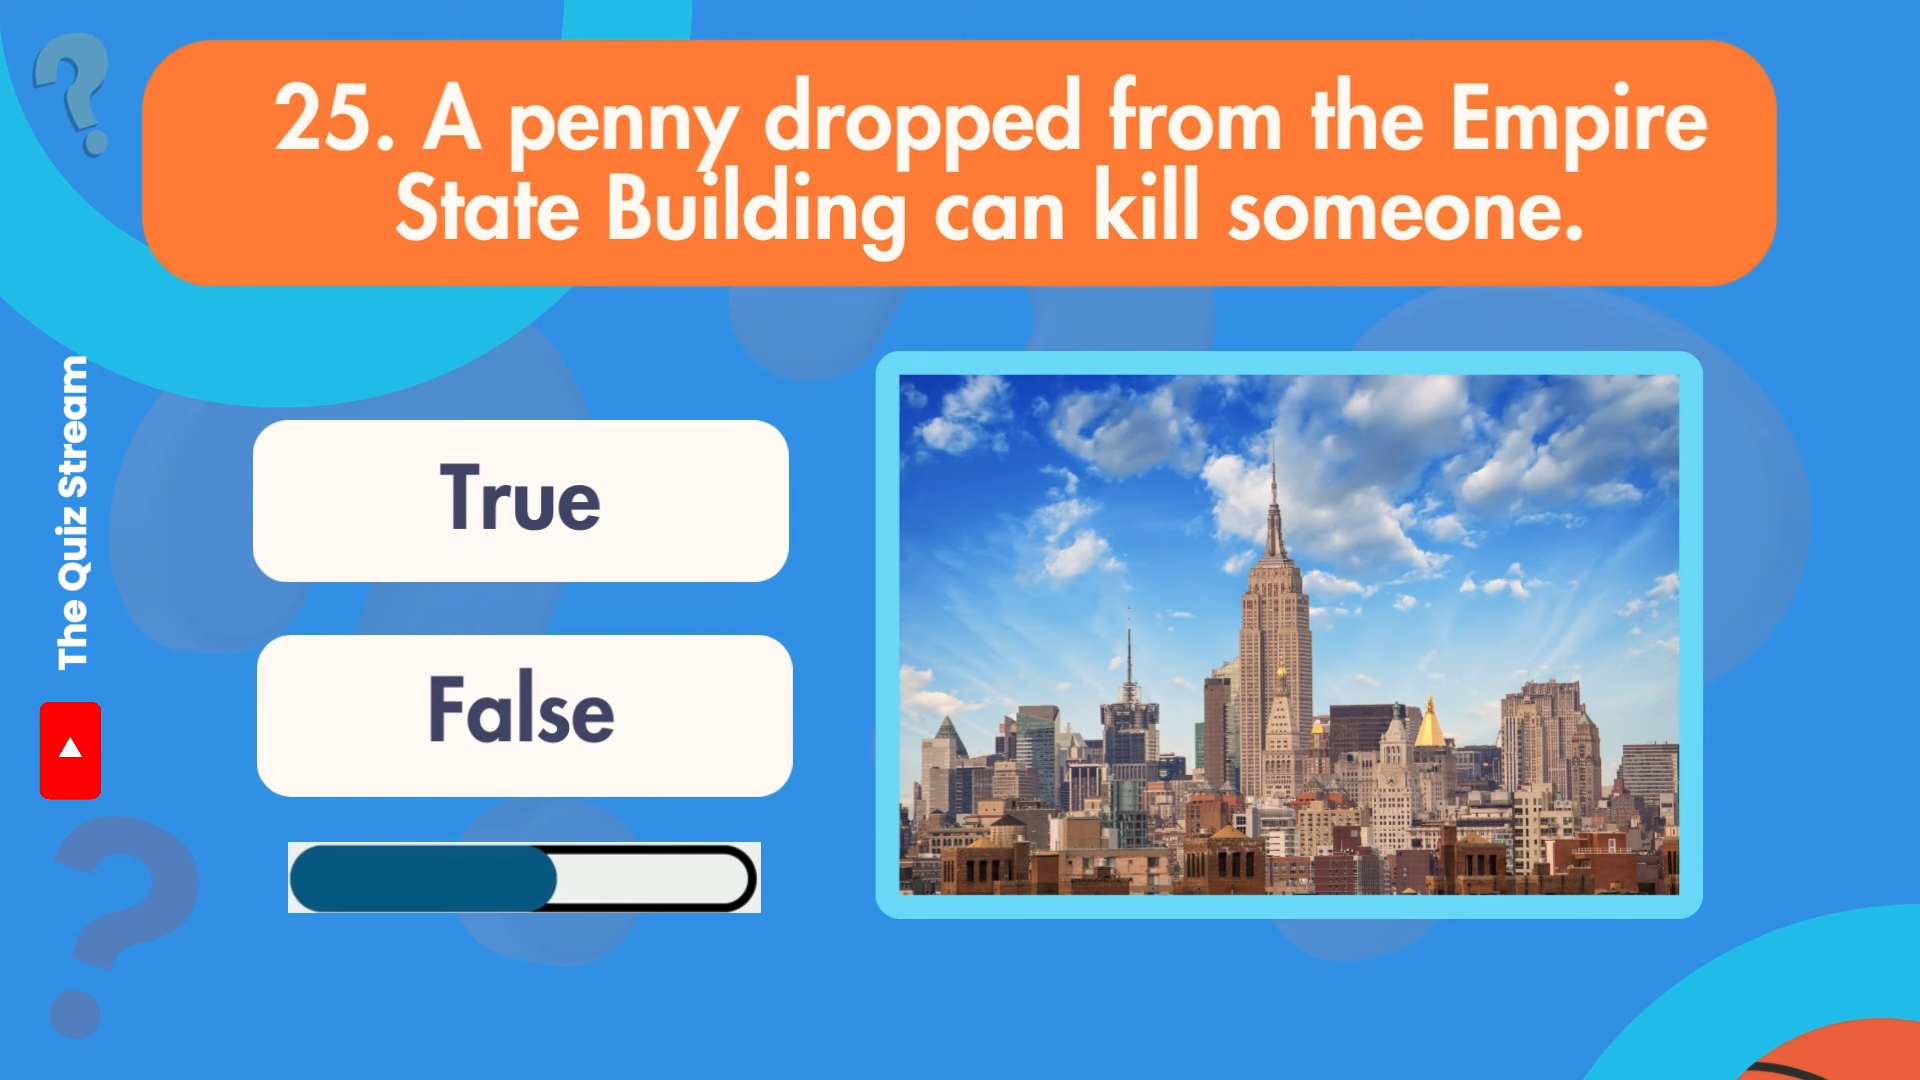 25. A penny dropped from the Empire
State Building can kill someone.
True
False
The Quiz Stream